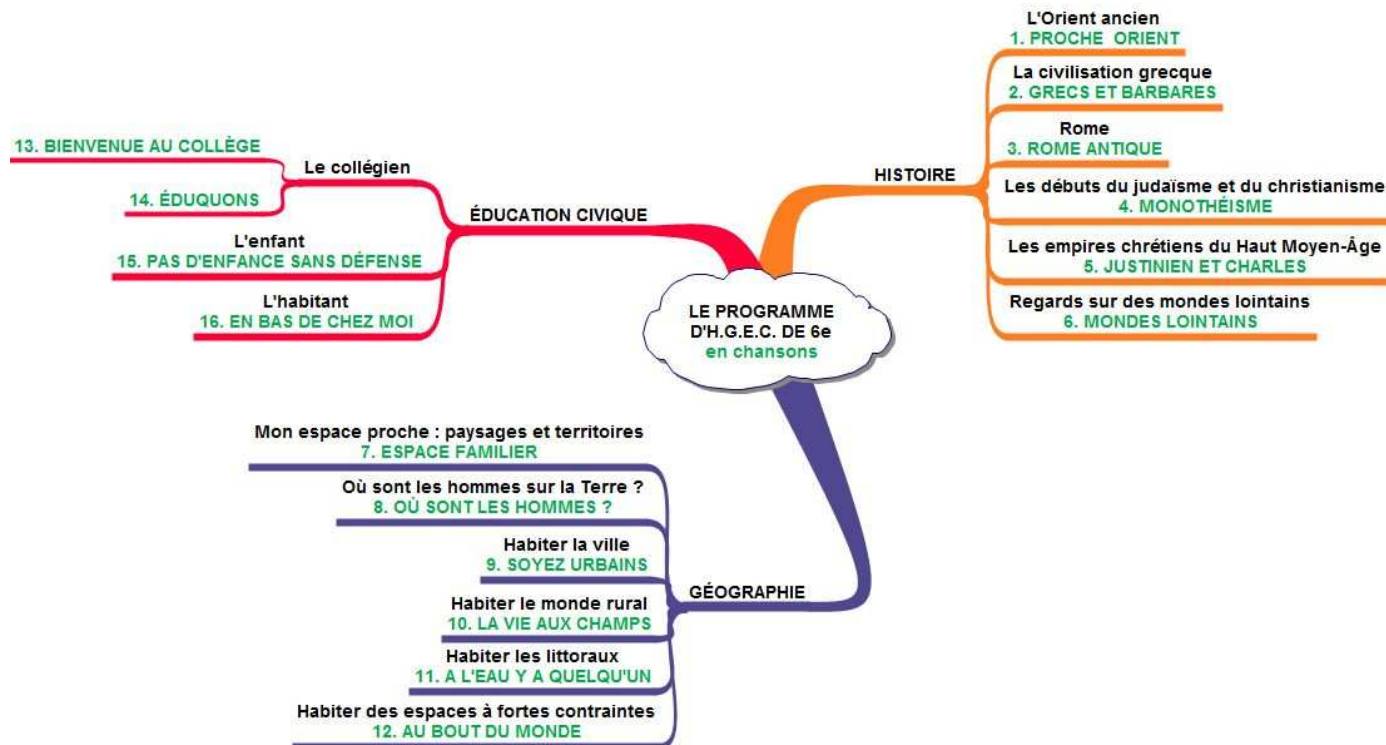 LE PROGRAMME
D'H.G.E.C. DE 6e
en chansons
HISTOIRE
L'Orient ancien
1. PROCHE ORIENT
La civilisation grecque
2. GRECS ET BARBARES
Rome
3. ROME ANTIQUE
Les débuts du judaïsme et du christianisme
4. MONOTHÉISME
Les empires chrétiens du Haut Moyen-Âge
5. JUSTINIEN ET CHARLES
Regards sur des mondes lointains
6. MONDES LOINTAINS
GÉOGRAPHIE
Mon espace proche : paysages et territoires
7. ESPACE FAMILIER
Où sont les hommes sur la Terre ?
8. OÙ SONT LES HOMMES ?
Habiter la ville
9. SOYEZ URBAINS
Habiter le monde rural
10. LA VIE AUX CHAMPS
Habiter les littoraux
11. A L'EAU Y A QUELQU'UN
Habiter des espaces à fortes contraintes
12. AU BOUT DU MONDE
ÉDUCATION CIVIQUE
Le collégien
13. BIENVENUE AU COLLÈGE
14. ÉDUQUONS
L'enfant
15. PAS D'ENFANCE SANS DÉFENSE
L'habitant
16. EN BAS DE CHEZ MOI